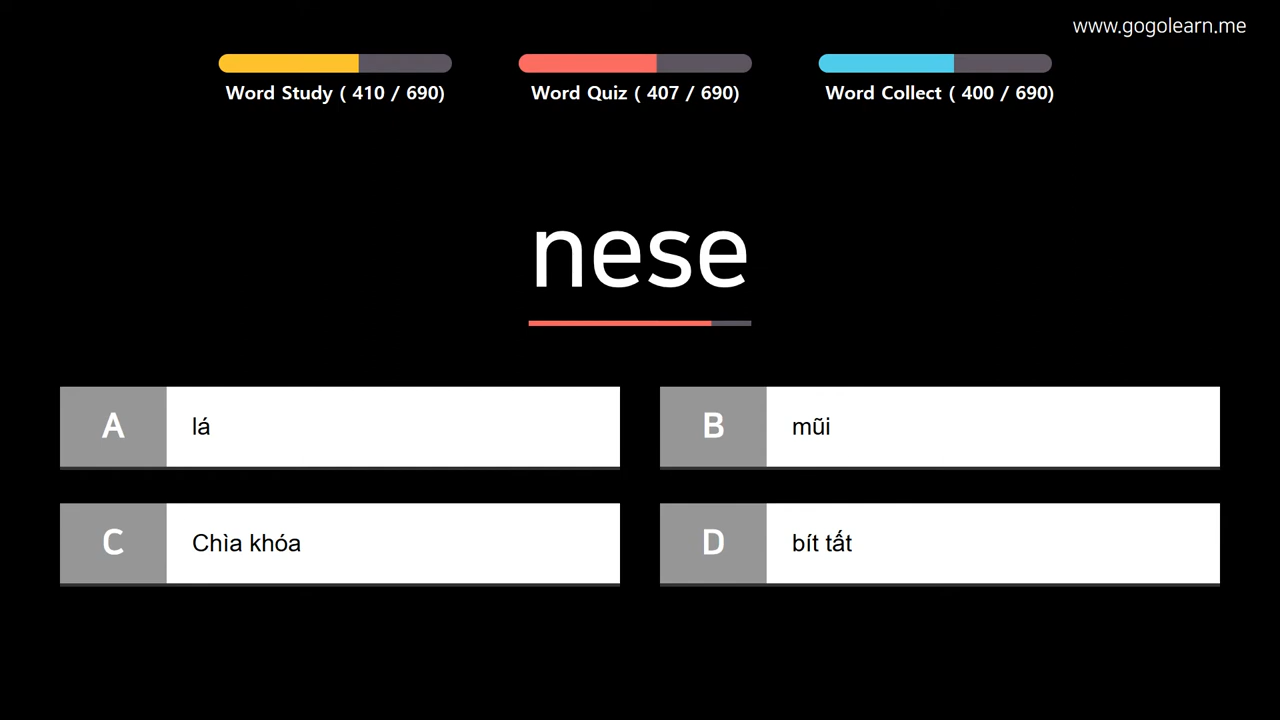 www.gogolearn.me
Word Study ( 410 / 690)
Word Quiz ( 407 / 690)
Word Collect ( 400 / 690)
nese
A lá
B mũi
C Chìa khóa
D bít tất